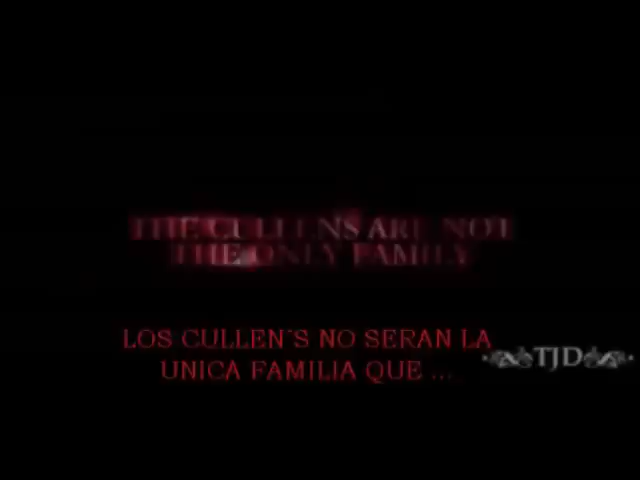 THE CULLENS ARE NOT
THE ONLY FAMILY
LOS CULLEN´S NO SERAN LA
UNICA FAMILIA QUE ...
TJD